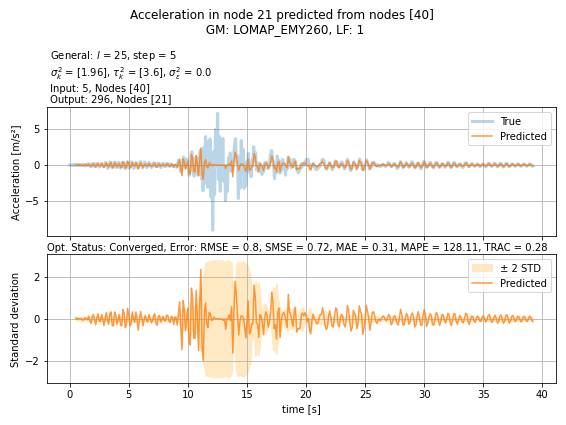 Acceleration in node 21 predicted from nodes [40]
GM: LOMAP_EMY260, LF: 1
General: l = 25, step = 5
σ²ₖ = [1.96], τ²ₖ = [3.6], σ²ε = 0.0
Input: 5, Nodes [40]
Output: 296, Nodes [21]
True
Predicted
Acceleration [m/s²]
5
0
−5
Opt. Status: Converged, Error: RMSE = 0.8, SMSE = 0.72, MAE = 0.31, MAPE = 128.11, TRAC = 0.28
± 2 STD
Predicted
Standard deviation
2
0
−2
0 5 10 15 20 25 30 35 40
time [s]